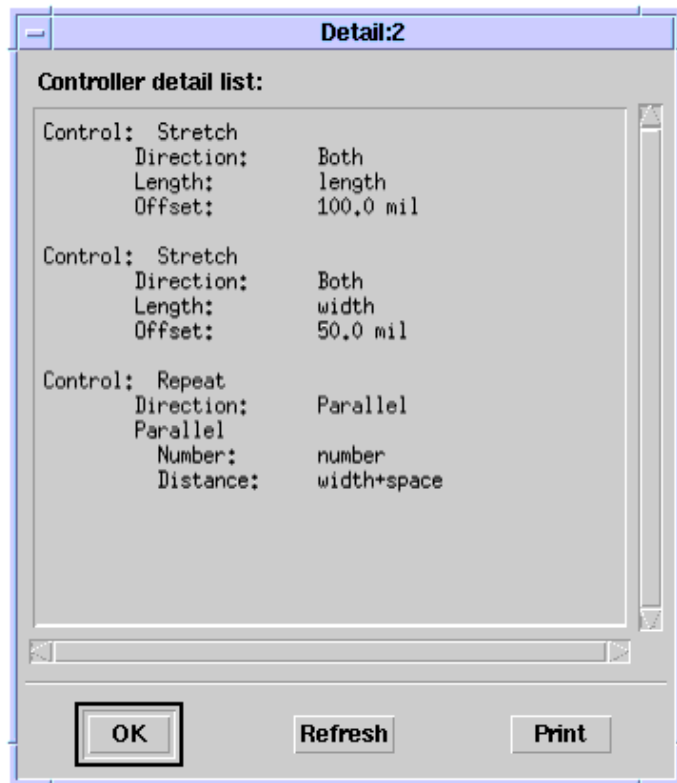 Detail:2
Controller detail list:
Control: Stretch
Direction: Both
Length: length
Offset: 100.0 mil
Control: Stretch
Direction: Both
Length: width
Offset: 50.0 mil
Control: Repeat
Direction: Parallel
Parallel
Number: number
Distance: width+space
OK Refresh Print